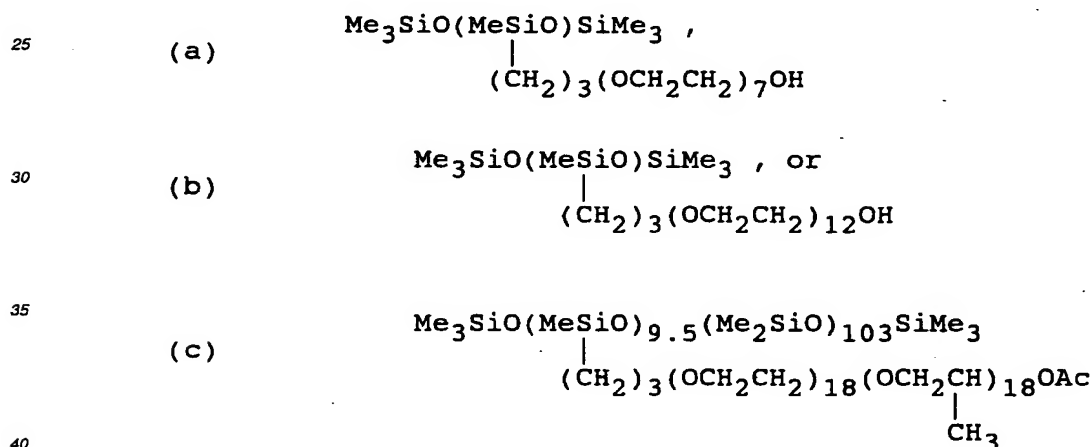 25
(a)
Me3SiO(MeSiO)SiMe3 ,
(CH2)3(OCH2CH2)7OH
30
(b)
Me3SiO(MeSiO)SiMe3 , or
(CH2)3(OCH2CH2)12OH
35
(c)
Me3SiO(MeSiO)9.5(Me2SiO)103SiMe3
(CH2)3(OCH2CH2)18(OCH2CH)18OAc
CH3
40